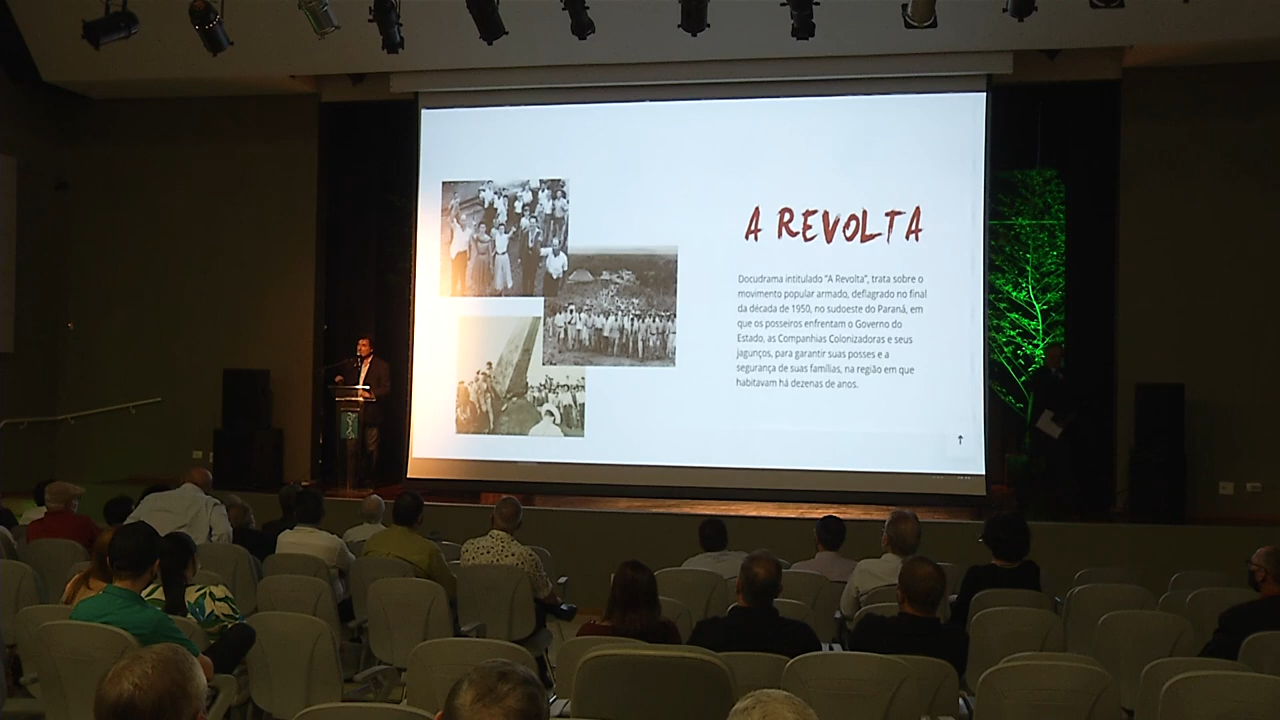 A REVOLTA
Docudrama intitulado "A Revolta", trata sobre o
movimento popular armado, deflagrado no final
da década de 1950, no sudoeste do Paraná, em
que os posseiros enfrentam o Governo do
Estado, as Companhias Colonizadoras e seus
jagunços, para garantir suas posses e a
segurança de suas famílias, na região em que
habitavam há dezenas de anos.